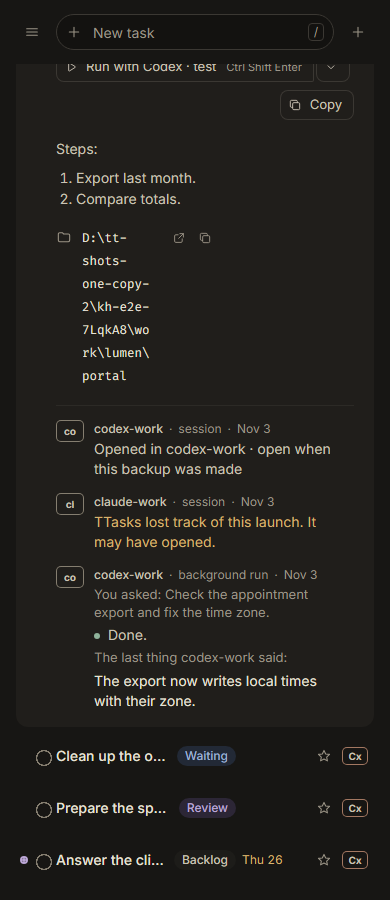 New task /
Run with Codex · test Ctrl Shift Enter
Copy
Steps:
1. Export last month.
2. Compare totals.
D:\tt-
shots-
one-copy-
2\kh-e2e-
7LqkA8\wo
rk\lumen\
portal
co codex-work · session · Nov 3
Opened in codex-work · open when
this backup was made
cl claude-work · session · Nov 3
TTasks lost track of this launch. It
may have opened.
co codex-work · background run · Nov 3
You asked: Check the appointment
export and fix the time zone.
Done.
The last thing codex-work said:
The export now writes local times
with their zone.
Clean up the o... Waiting Cx
Prepare the sp... Review Cx
Answer the cli... Backlog Thu 26 Cx